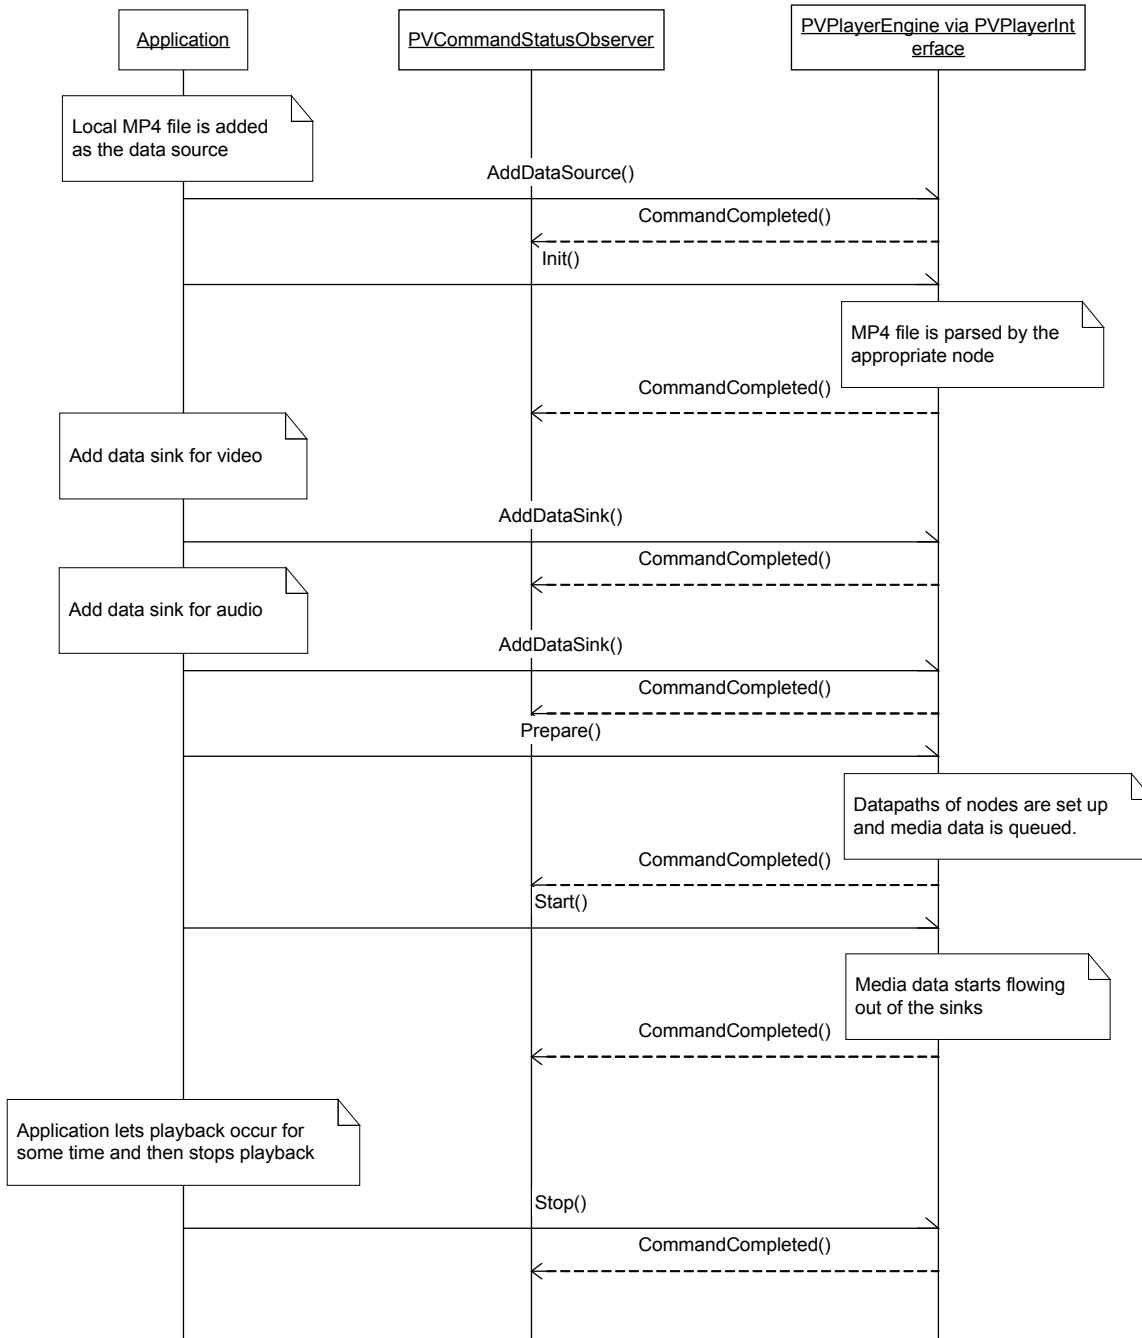 Application
PVCommandStatusObserver
PVPlayerEngine via PVPlayerInt
erface
Local MP4 file is added
as the data source
AddDataSource()
CommandCompleted()
Init()
MP4 file is parsed by the
appropriate node
CommandCompleted()
Add data sink for video
AddDataSink()
CommandCompleted()
Add data sink for audio
AddDataSink()
CommandCompleted()
Prepare()
Datapaths of nodes are set up
and media data is queued.
CommandCompleted()
Start()
Media data starts flowing
out of the sinks
CommandCompleted()
Application lets playback occur for
some time and then stops playback
Stop()
CommandCompleted()